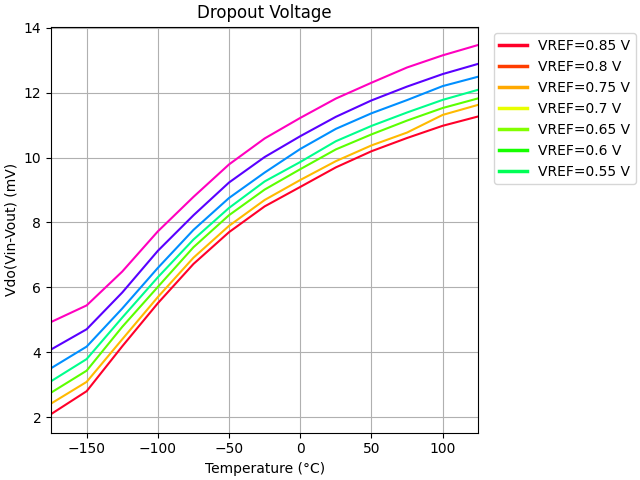 Dropout Voltage
14
12
10
8
6
4
2
Vdo(Vin-Vout) (mV)
−150
−100
−50
0
50
100
Temperature (°C)
VREF=0.85 V
VREF=0.8 V
VREF=0.75 V
VREF=0.7 V
VREF=0.65 V
VREF=0.6 V
VREF=0.55 V